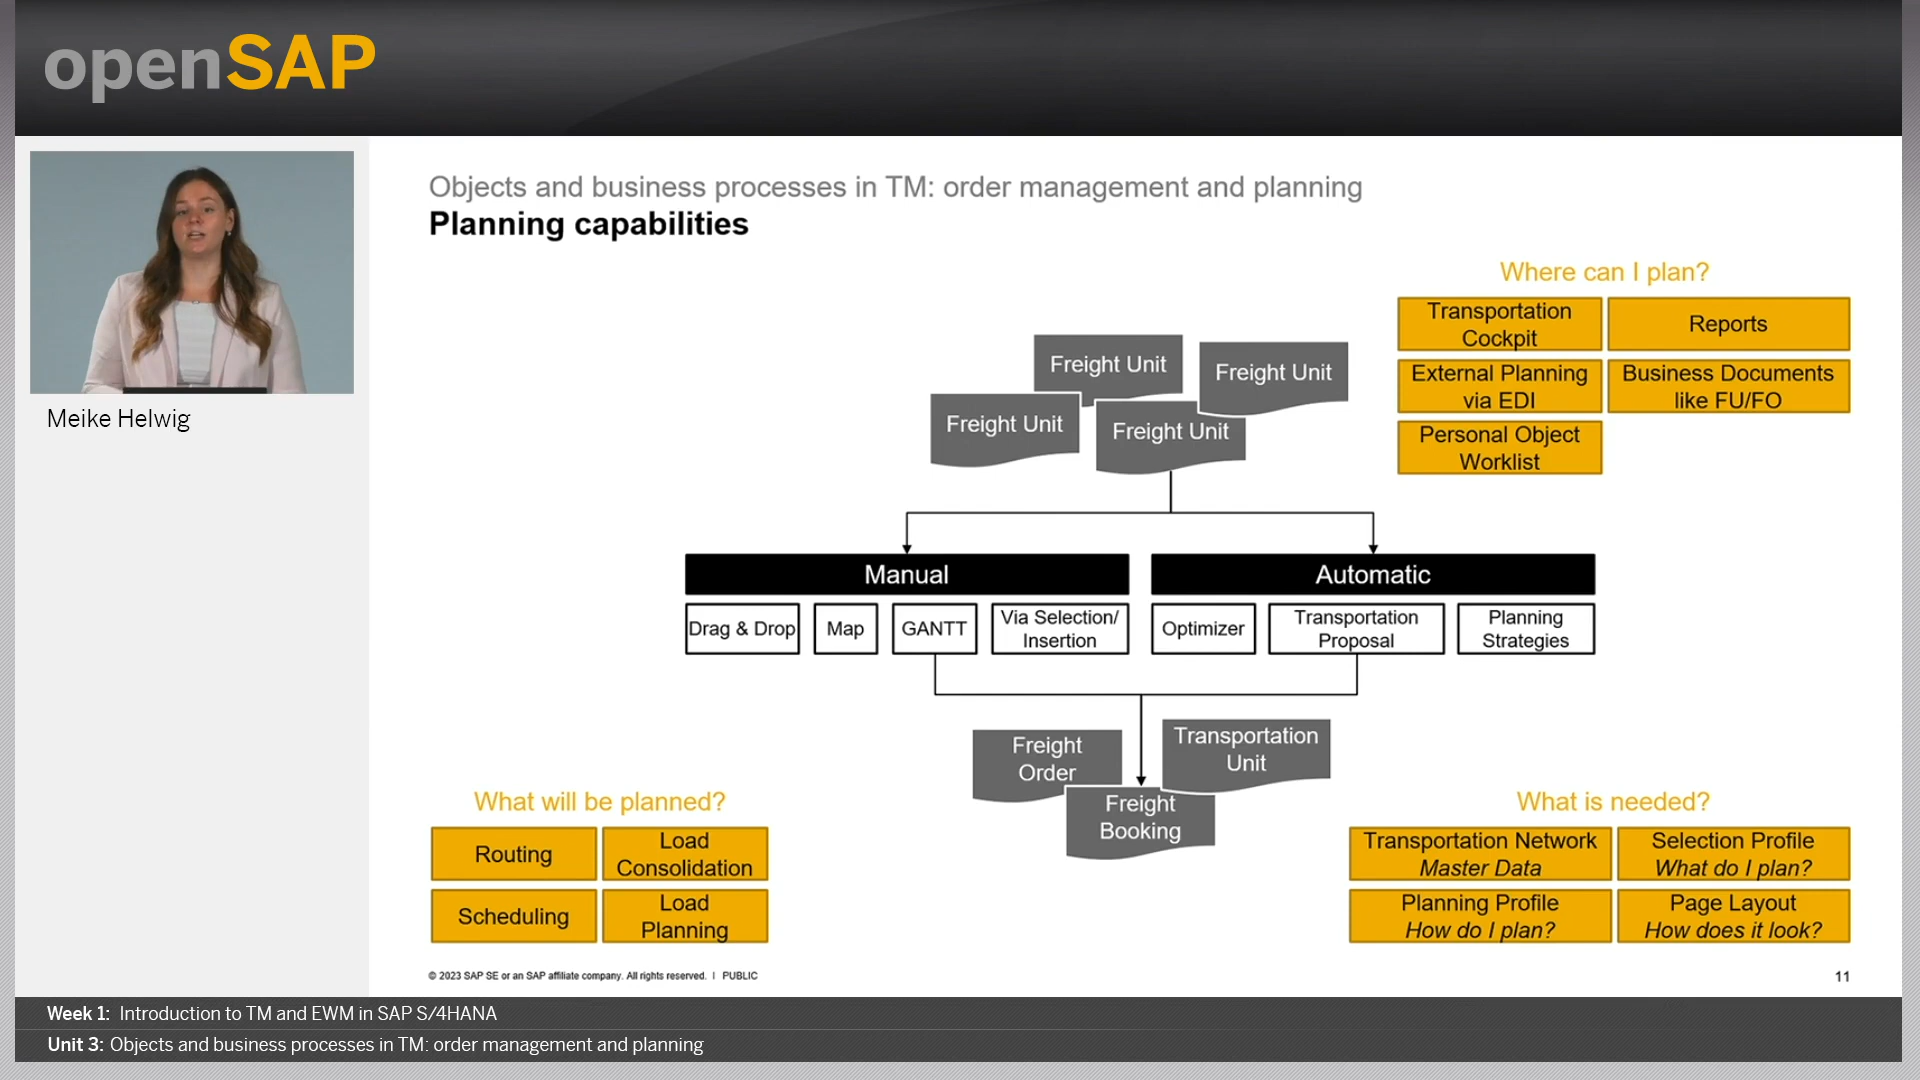 openSAP
Meike Helwig
Objects and business processes in TM: order management and planning
Planning capabilities
Where can I plan?
Transportation
Cockpit
Reports
External Planning
via EDI
Business Documents
like FU/FO
Personal Object
Worklist
Freight Unit
Freight Unit
Freight Unit
Freight Unit
Manual
Automatic
Drag & Drop
Map
GANTT
Via Selection/
Insertion
Optimizer
Transportation
Proposal
Planning
Strategies
Freight
Order
Transportation
Unit
Freight
Booking
What will be planned?
Routing
Load
Consolidation
Scheduling
Load
Planning
What is needed?
Transportation Network
Master Data
Selection Profile
What do I plan?
Planning Profile
How do I plan?
Page Layout
How does it look?
© 2023 SAP SE or an SAP affiliate company. All rights reserved. I PUBLIC
11
Week 1: Introduction to TM and EWM in SAP S/4HANA
Unit 3: Objects and business processes in TM: order management and planning